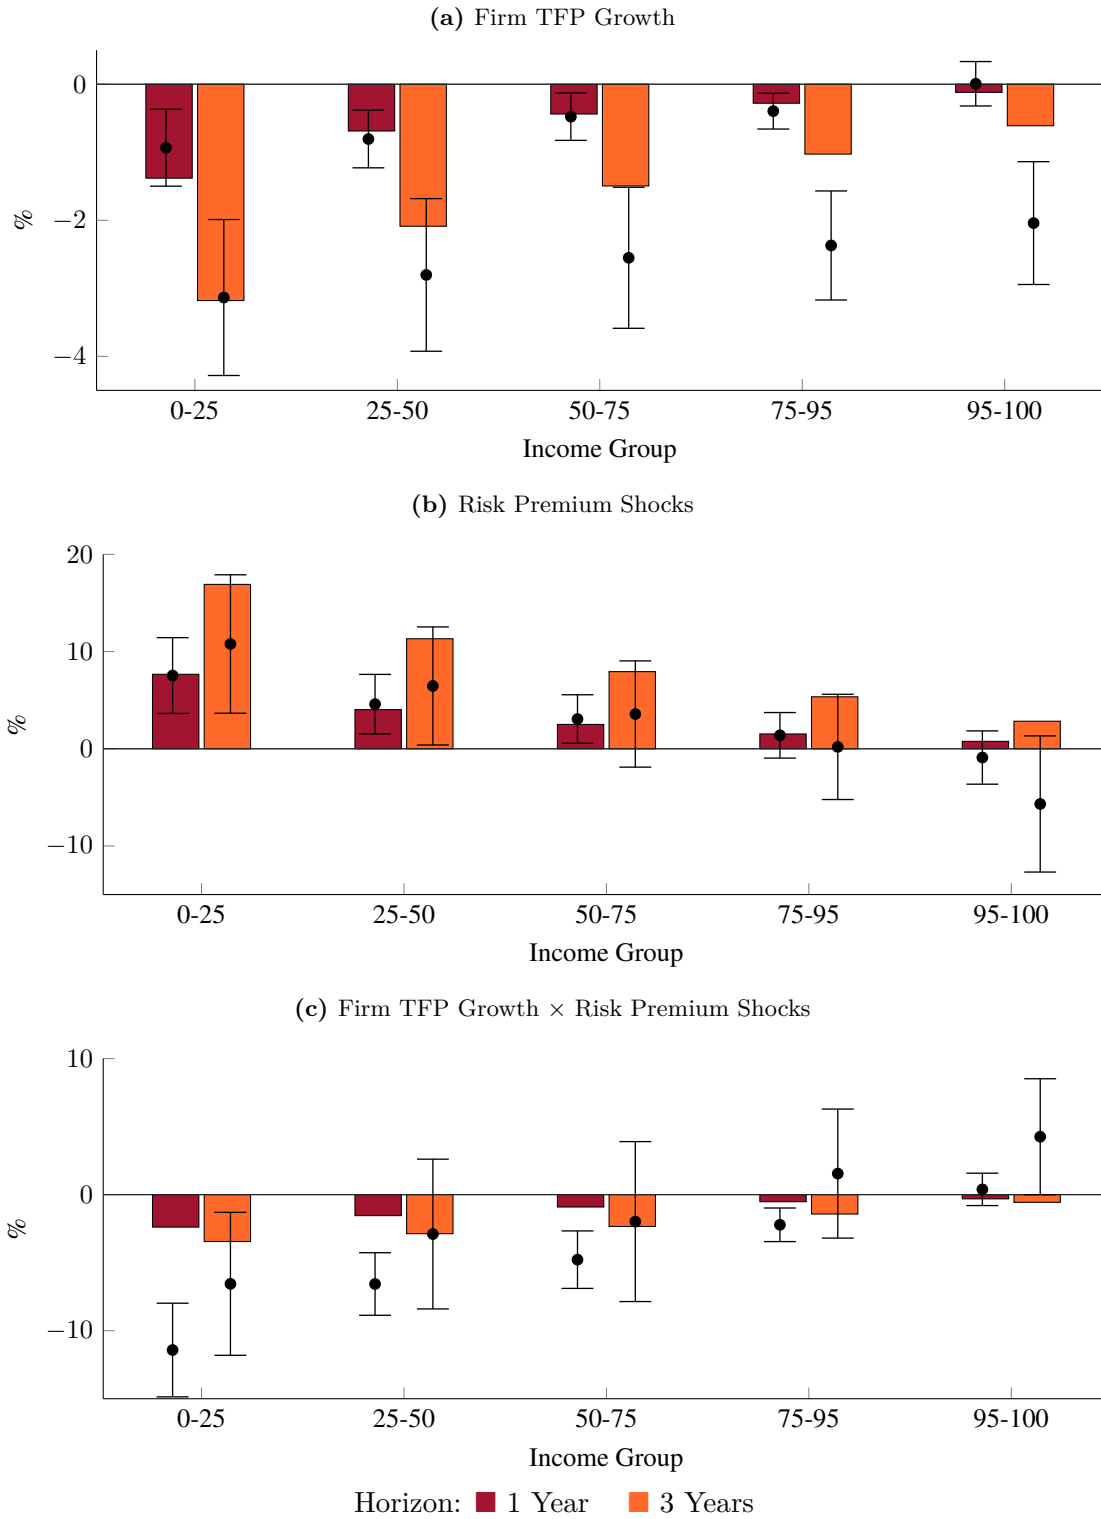 (a) Firm TFP Growth
0
−2
−4
%
0-25 25-50 50-75 75-95 95-100
Income Group
(b) Risk Premium Shocks
20
10
0
−10
%
0-25 25-50 50-75 75-95 95-100
Income Group
(c) Firm TFP Growth × Risk Premium Shocks
10
0
−10
%
0-25 25-50 50-75 75-95 95-100
Income Group
Horizon: 1 Year 3 Years